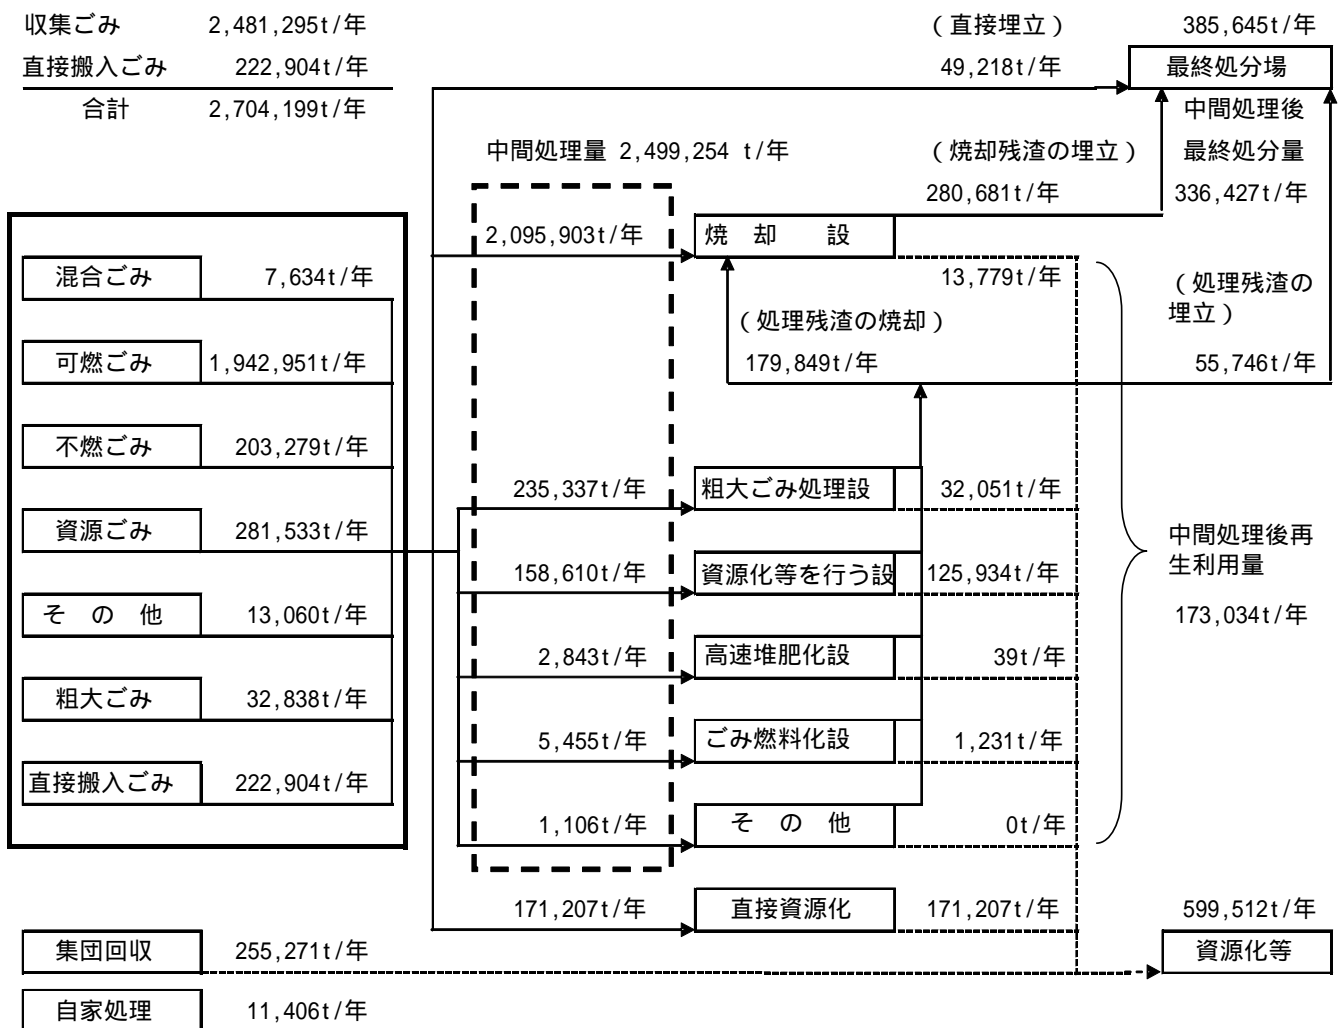 収集ごみ 2,481,295t/年
直接搬入ごみ 222,904t/年
合計 2,704,199t/年
(直接埋立)
49,218t/年
385,645t/年
最終処分場
中間処理後
最終処分量
336,427t/年
中間処理量 2,499,254 t/年
(焼却残渣の埋立)
280,681t/年
2,095,903t/年
焼 却 設
13,779t/年
(処理残渣の
埋立)
55,746t/年
(処理残渣の焼却)
179,849t/年
混合ごみ 7,634t/年
可燃ごみ 1,942,951t/年
不燃ごみ 203,279t/年
資源ごみ 281,533t/年
そ の 他 13,060t/年
粗大ごみ 32,838t/年
直接搬入ごみ 222,904t/年
235,337t/年 粗大ごみ処理設 32,051t/年
158,610t/年 資源化等を行う設 125,934t/年
2,843t/年 高速堆肥化設 39t/年
5,455t/年 ごみ燃料化設 1,231t/年
1,106t/年 そ の 他 0t/年
中間処理後再
生利用量
173,034t/年
171,207t/年 直接資源化 171,207t/年
599,512t/年
資源化等
集団回収 255,271t/年
自家処理 11,406t/年